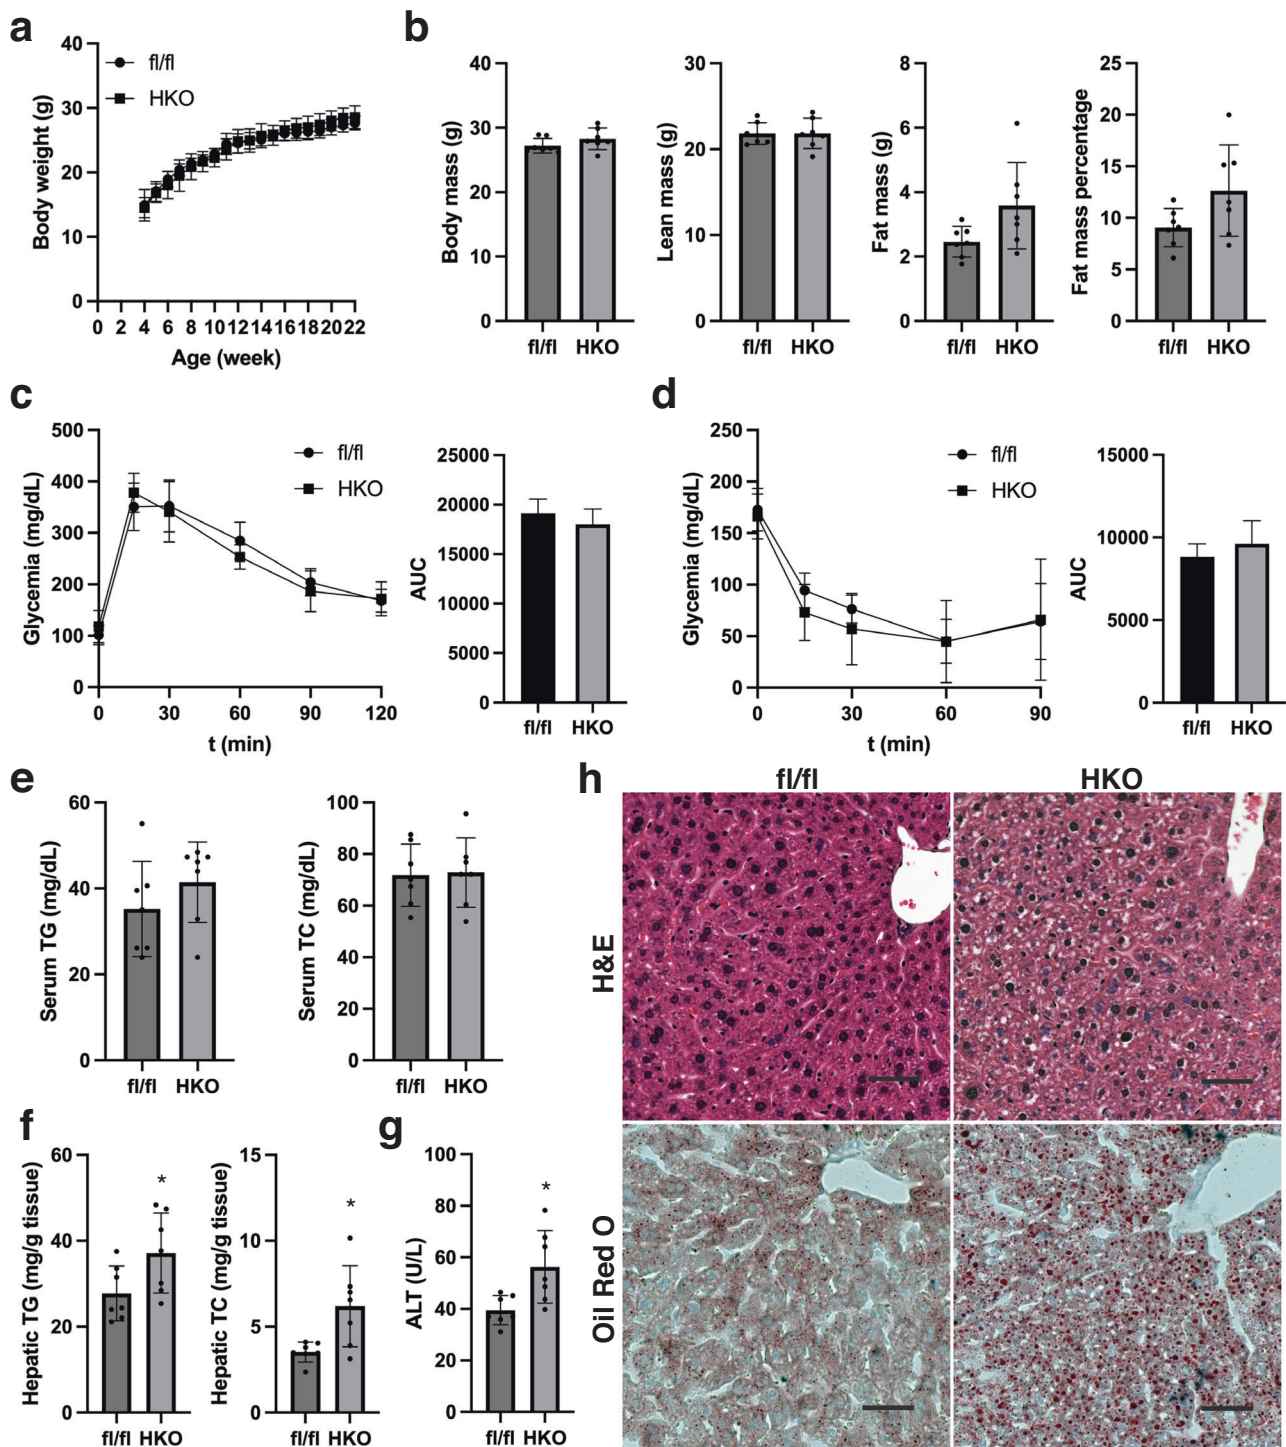 a
40
30
20
10
0
Body weight (g)
fl/fl
HKO
0 2 4 6 8 10 12 14 16 18 20 22
Age (week)
b
40
30
20
10
0
Body mass (g)
fl/fl HKO
30
20
10
0
Lean mass (g)
fl/fl HKO
8
6
4
2
0
Fat mass (g)
fl/fl HKO
25
20
15
10
5
0
Fat mass percentage
fl/fl HKO
c
500
400
300
200
100
0
Glycemia (mg/dL)
fl/fl
HKO
0 30 60 90 120
t (min)
25000
20000
15000
10000
5000
0
AUC
fl/fl HKO
d
250
200
150
100
50
0
Glycemia (mg/dL)
fl/fl
HKO
0 30 60 90
t (min)
15000
10000
5000
0
AUC
fl/fl HKO
e
60
40
20
0
Serum TG (mg/dL)
fl/fl HKO
100
80
60
40
20
0
Serum TC (mg/dL)
fl/fl HKO
f
60
40
20
0
Hepatic TG (mg/g tissue)
*
fl/fl HKO
15
10
5
0
Hepatic TC (mg/g tissue)
*
fl/fl HKO
g
100
80
60
40
20
0
ALT (U/L)
*
fl/fl HKO
h
fl/fl HKO
H&E
Oil Red O